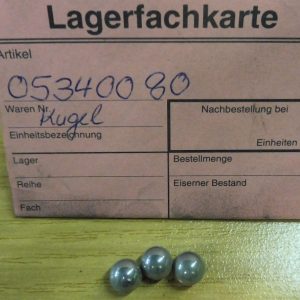 Lagerfachkarte
Artikel
05340080
Waren Nr.
Kugel
Nachbestellung bei
Einheitsbezeichnung
Einheiten
Lager
Bestellmenge
Reihe
Eiserner Bestand
Fach